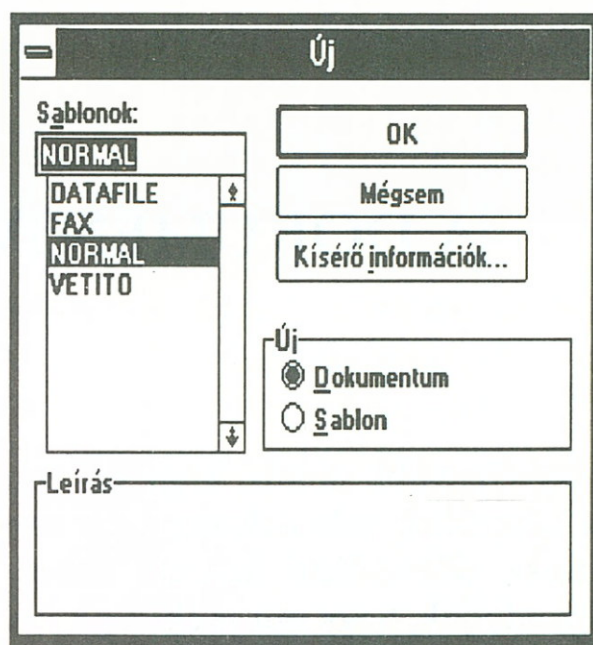 Új
Sablonok:
NORMAL
DATAFILE
FAX
NORMAL
VETITO
OK
Mégsem
Kísérő információk...
Új
Dokumentum
Sablon
Leírás